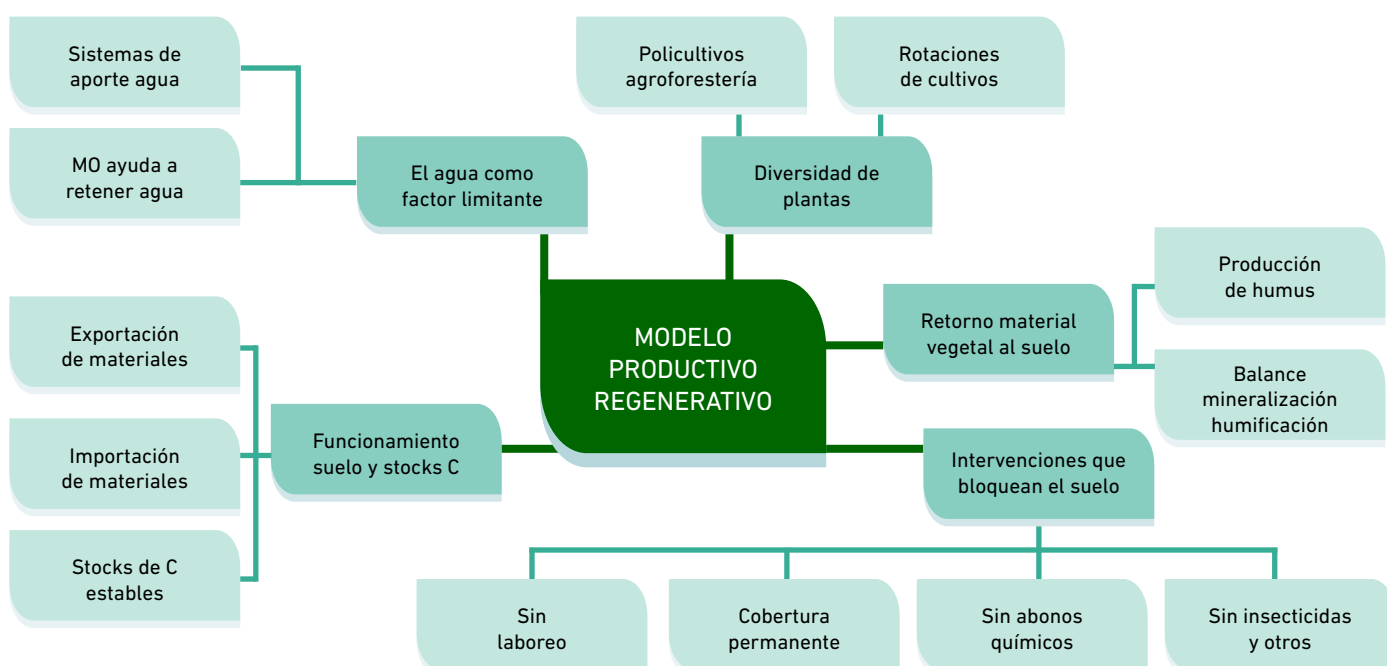 Sistemas de
aporte agua
MO ayuda a
retener agua
El agua como
factor limitante
Policultivos
agroforestería
Rotaciones
de cultivos
Diversidad de
plantas
MODELO
PRODUCTIVO
REGENERATIVO
Retorno material
vegetal al suelo
Producción
de humus
Balance
mineralización
humificación
Exportación
de materiales
Importación
de materiales
Stocks de C
estables
Funcionamiento
suelo y stocks C
Intervenciones que
bloquean el suelo
Sin
laboreo
Cobertura
permanente
Sin abonos
químicos
Sin insecticidas
y otros